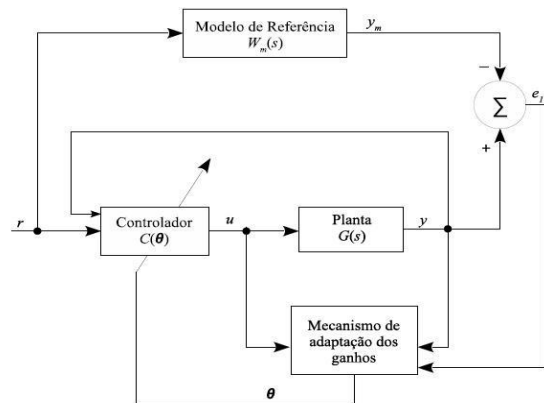 Modelo de Referência
W_m(s)
y_m
−
Σ
e_1
+
r
Controlador
C(θ)
u
Planta
G(s)
y
Mecanismo de
adaptação dos
ganhos
θ